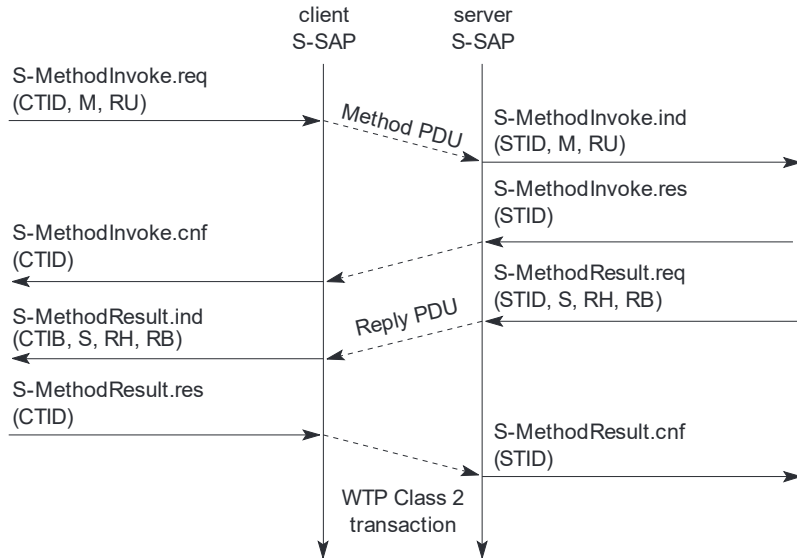 client
S-SAP
server
S-SAP
S-MethodInvoke.req
(CTID, M, RU)
Method PDU
S-MethodInvoke.ind
(STID, M, RU)
S-MethodInvoke.res
(STID)
S-MethodInvoke.cnf
(CTID)
S-MethodResult.req
(STID, S, RH, RB)
Reply PDU
S-MethodResult.ind
(CTIB, S, RH, RB)
S-MethodResult.res
(CTID)
S-MethodResult.cnf
(STID)
WTP Class 2
transaction